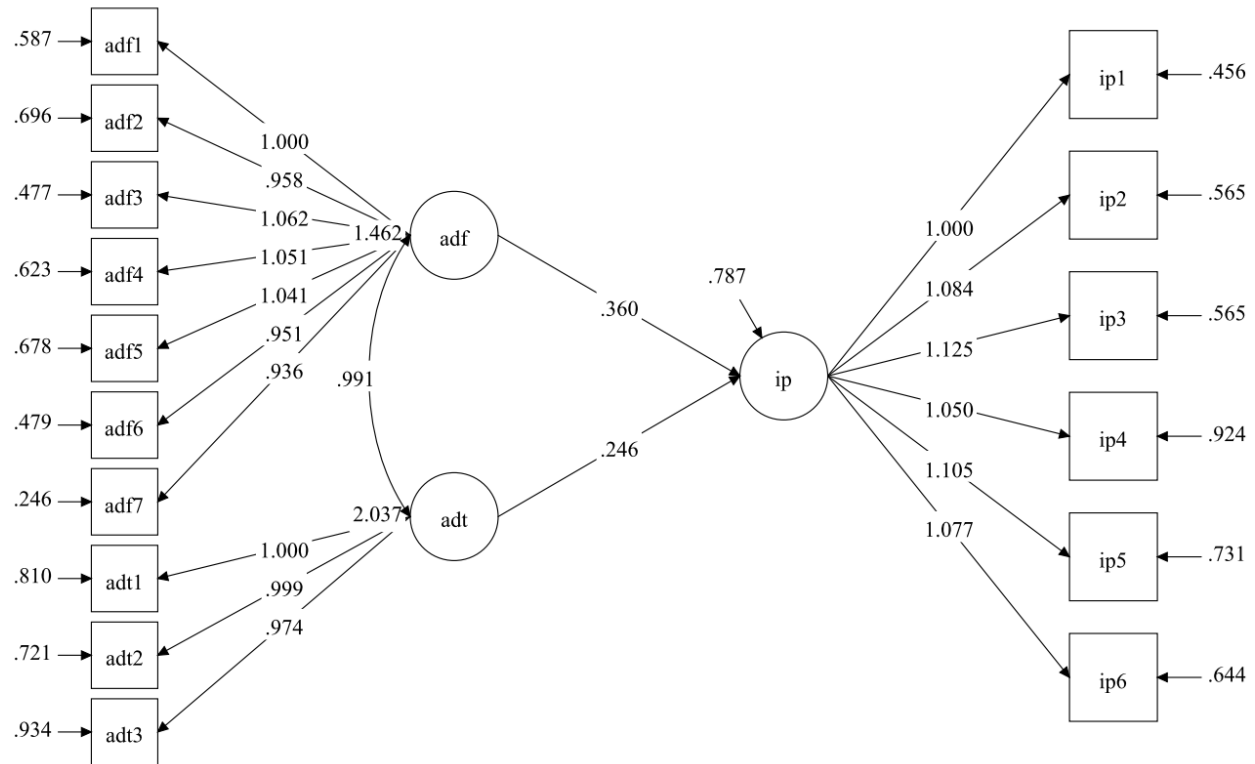 .587 adf1
.696 adf2
.477 adf3
.623 adf4
.678 adf5
.479 adf6
.246 adf7
.810 adt1
.721 adt2
.934 adt3
1.000
.958
1.062
1.051
1.041
.951
.936
1.462
adf
.991
2.037
adt
1.000
.999
.974
.360
.246
.787
ip
1.000
1.084
1.125
1.050
1.105
1.077
ip1 .456
ip2 .565
ip3 .565
ip4 .924
ip5 .731
ip6 .644